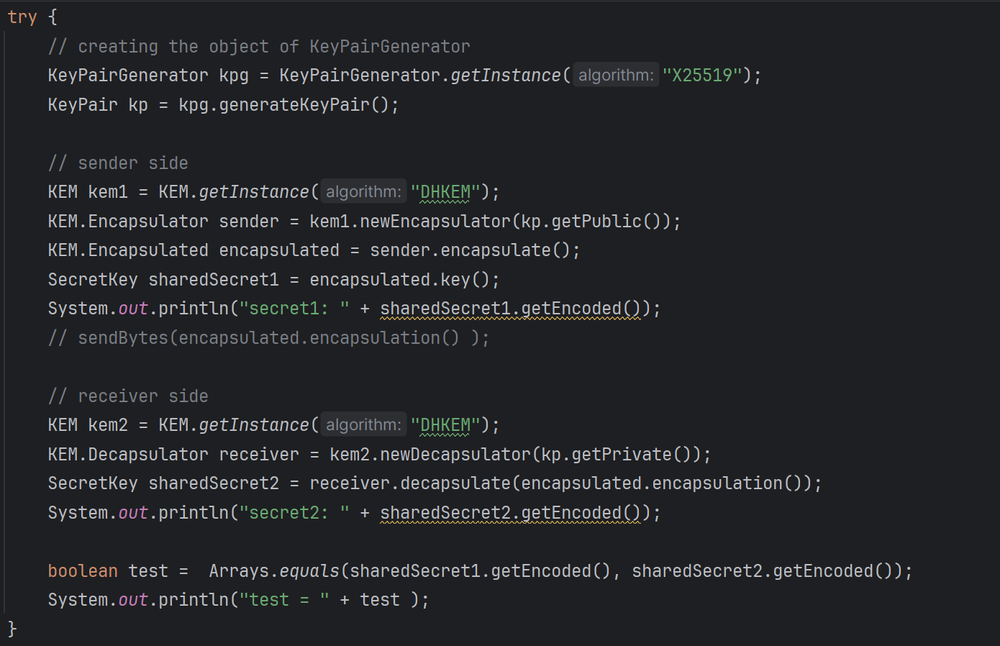 try {
// creating the object of KeyPairGenerator
KeyPairGenerator kpg = KeyPairGenerator.getInstance( algorithm: "X25519");
KeyPair kp = kpg.generateKeyPair();
// sender side
KEM kem1 = KEM.getInstance( algorithm: "DHKEM");
KEM.Encapsulator sender = kem1.newEncapsulator(kp.getPublic());
KEM.Encapsulated encapsulated = sender.encapsulate();
SecretKey sharedSecret1 = encapsulated.key();
System.out.println("secret1: " + sharedSecret1.getEncoded());
// sendBytes(encapsulated.encapsulation() );
// receiver side
KEM kem2 = KEM.getInstance( algorithm: "DHKEM");
KEM.Decapsulator receiver = kem2.newDecapsulator(kp.getPrivate());
SecretKey sharedSecret2 = receiver.decapsulate(encapsulated.encapsulation());
System.out.println("secret2: " + sharedSecret2.getEncoded());
boolean test =  Arrays.equals(sharedSecret1.getEncoded(), sharedSecret2.getEncoded());
System.out.println("test = " + test );
}